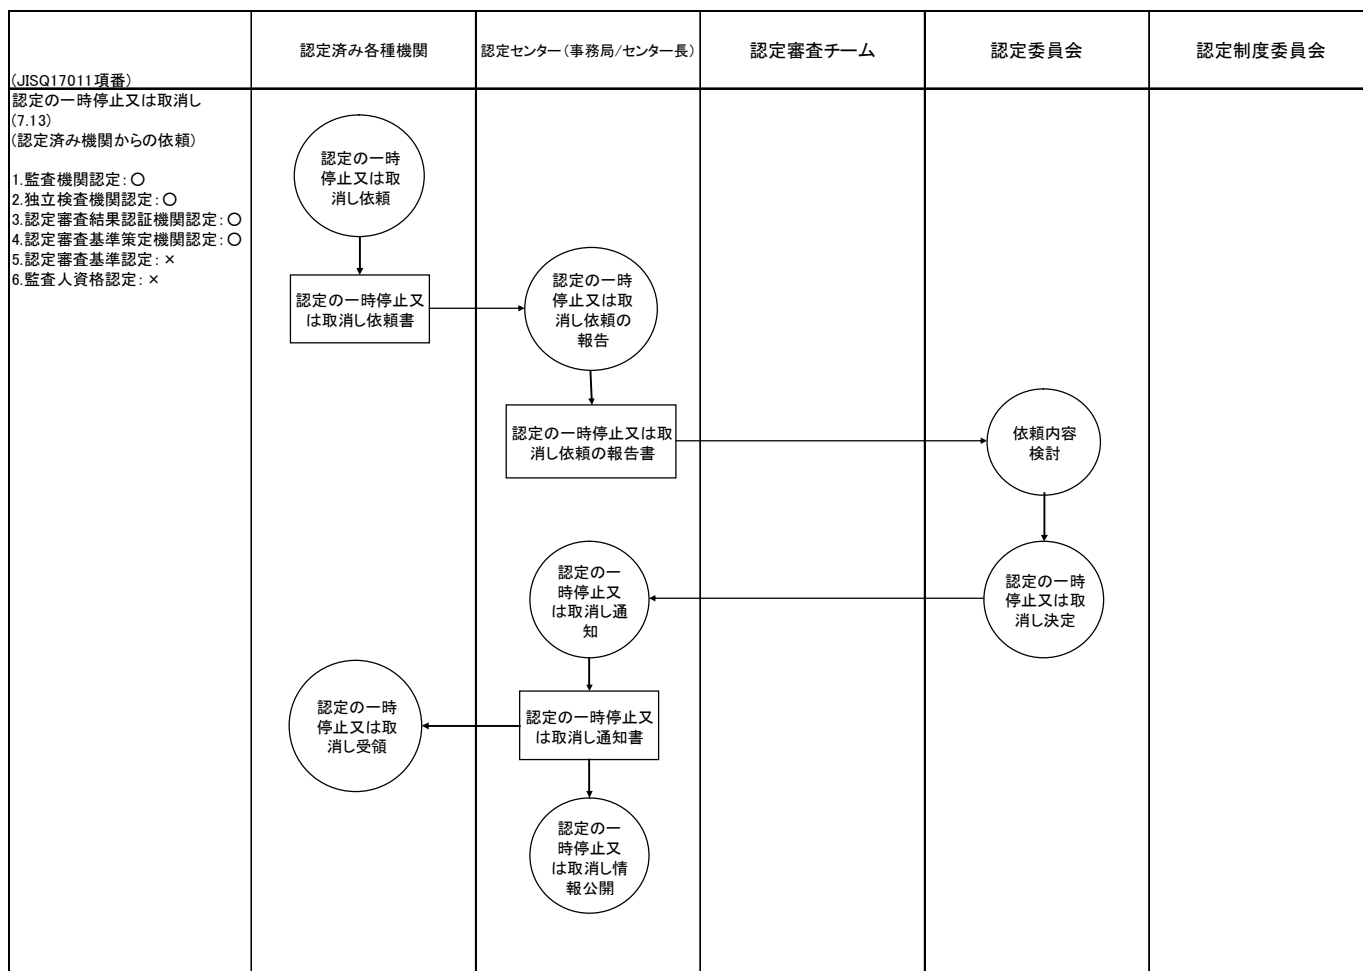 (JISQ17011項番)
認定済み各種機関
認定センター(事務局/センター長)
認定審査チーム
認定委員会
認定制度委員会
認定の一時停止又は取消し
(7.13)
(認定済み機関からの依頼)
1.監査機関認定:○
2.独立検査機関認定:○
3.認定審査結果認証機関認定:○
4.認定審査基準策定機関認定:○
5.認定審査基準認定:×
6.監査人資格認定:×
認定の一時
停止又は取
消し依頼
認定の一時停止又
は取消し依頼書
認定の一時
停止又は取
消し依頼の
報告
認定の一時停止又は取
消し依頼の報告書
依頼内容
検討
認定の一時
停止又は取
消し決定
認定の一
時停止又
は取消し通
知
認定の一時停止又
は取消し通知書
認定の一時
停止又は取
消し受領
認定の一
時停止又
は取消し情
報公開